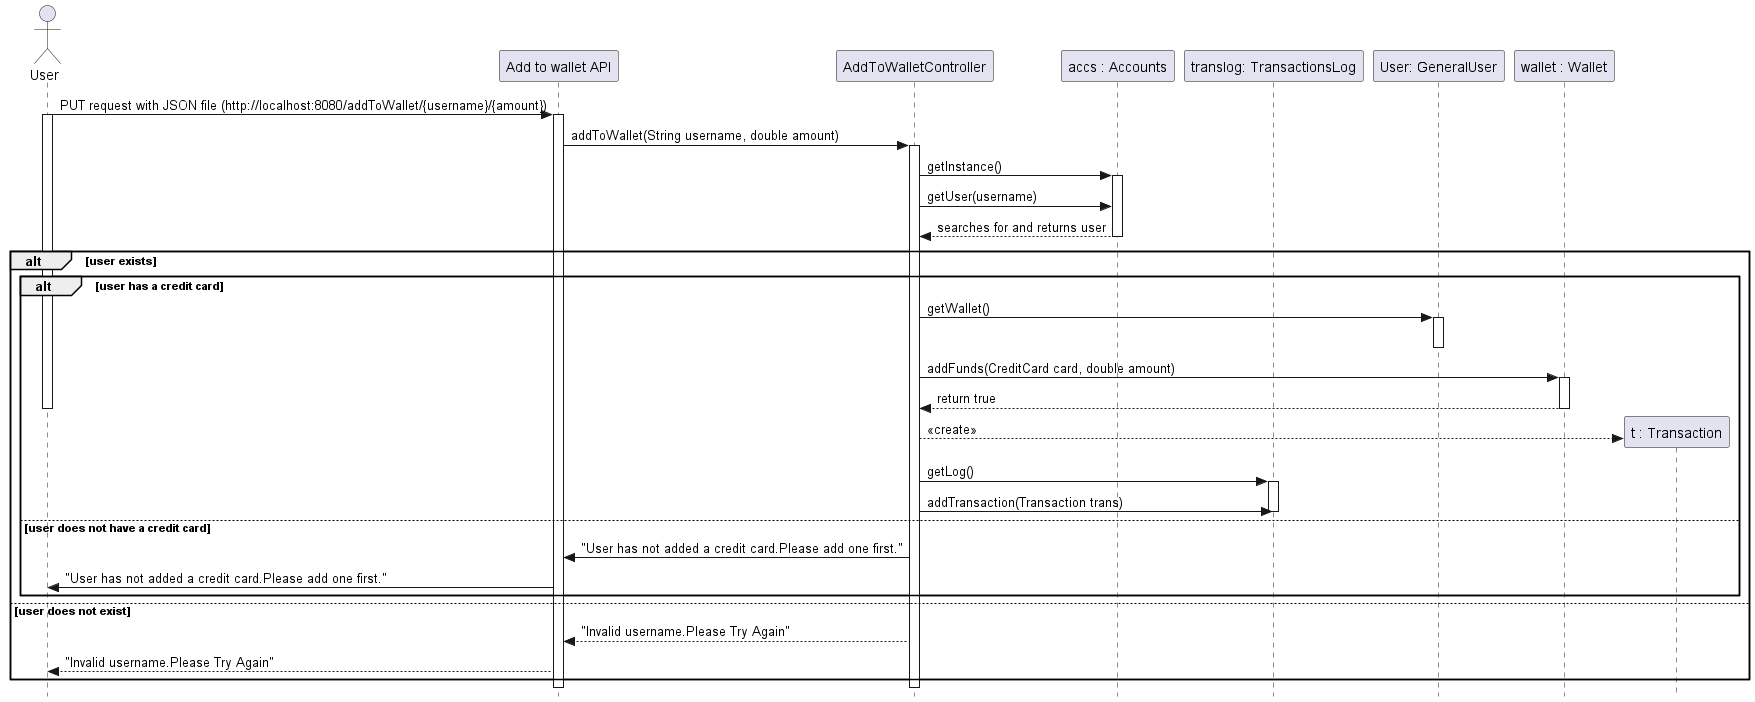 User
Add to wallet API
AddToWalletController
accs : Accounts
translog: TransactionsLog
User: GeneralUser
wallet : Wallet
PUT request with JSON file (http://localhost:8080/addToWallet/{username}/{amount})
addToWallet(String username, double amount)
getInstance()
getUser(username)
searches for and returns user
alt
[user exists]
alt
[user has a credit card]
getWallet()
addFunds(CreditCard card, double amount)
return true
«create»
t : Transaction
getLog()
addTransaction(Transaction trans)
[user does not have a credit card]
"User has not added a credit card.Please add one first."
"User has not added a credit card.Please add one first."
[user does not exist]
"Invalid username.Please Try Again"
"Invalid username.Please Try Again"